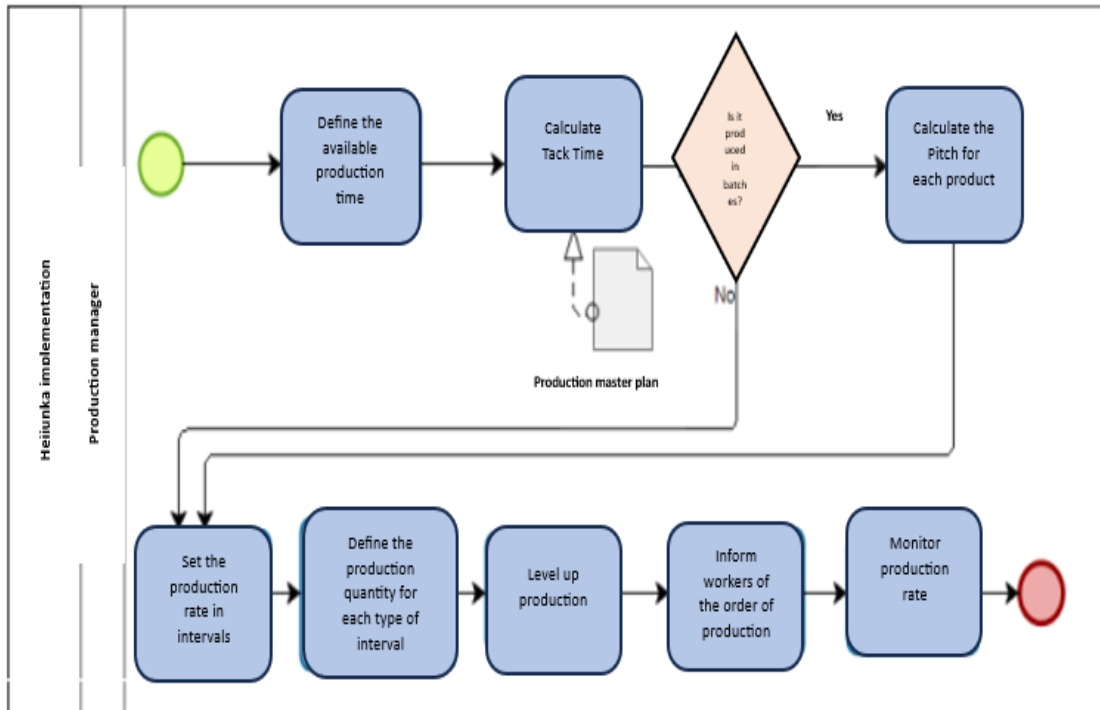 Heiiunka implementation
Production manager
Define the
available
production
time
Calculate
Tack Time
Is it
prod
uced
in
batch
es?
Yes
Calculate the
Pitch for
each product
No
Production master plan
Set the
production
rate in
intervals
Define the
production
quantity for
each type of
interval
Level up
production
Inform
workers of
the order of
production
Monitor
production
rate